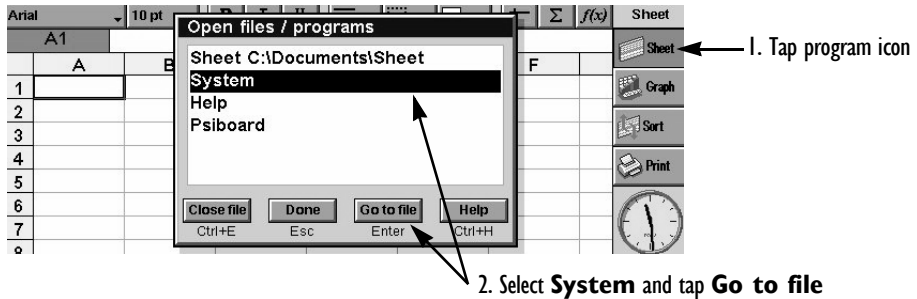 Arial 10 pt B I U Σ f(x) Sheet
A1
A B F
1
2
3
4
5
6
7
8
Open files / programs
Sheet C:\Documents\Sheet
System
Help
Psiboard
Close file Done Go to file Help
Ctrl+E Esc Enter Ctrl+H
Sheet
Graph
Sort
Print
1. Tap program icon
2. Select System and tap Go to file